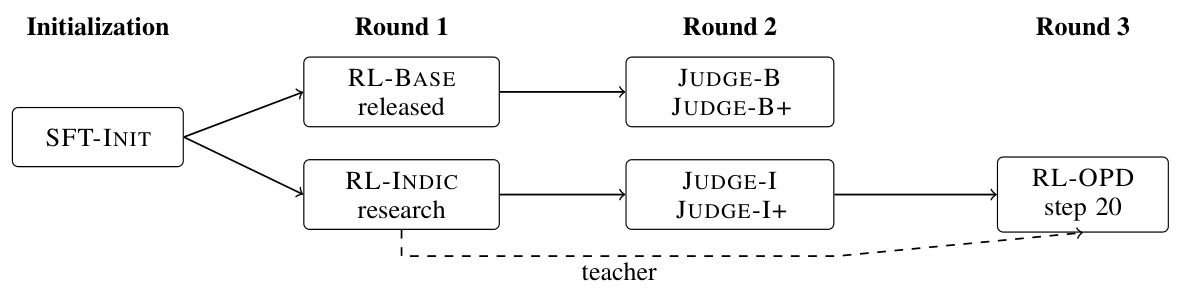 Initialization Round 1 Round 2 Round 3
SFT-INIT
RL-BASE
released
JUDGE-B
JUDGE-B+
RL-INDIC
research
JUDGE-I
JUDGE-I+
RL-OPD
step 20
teacher